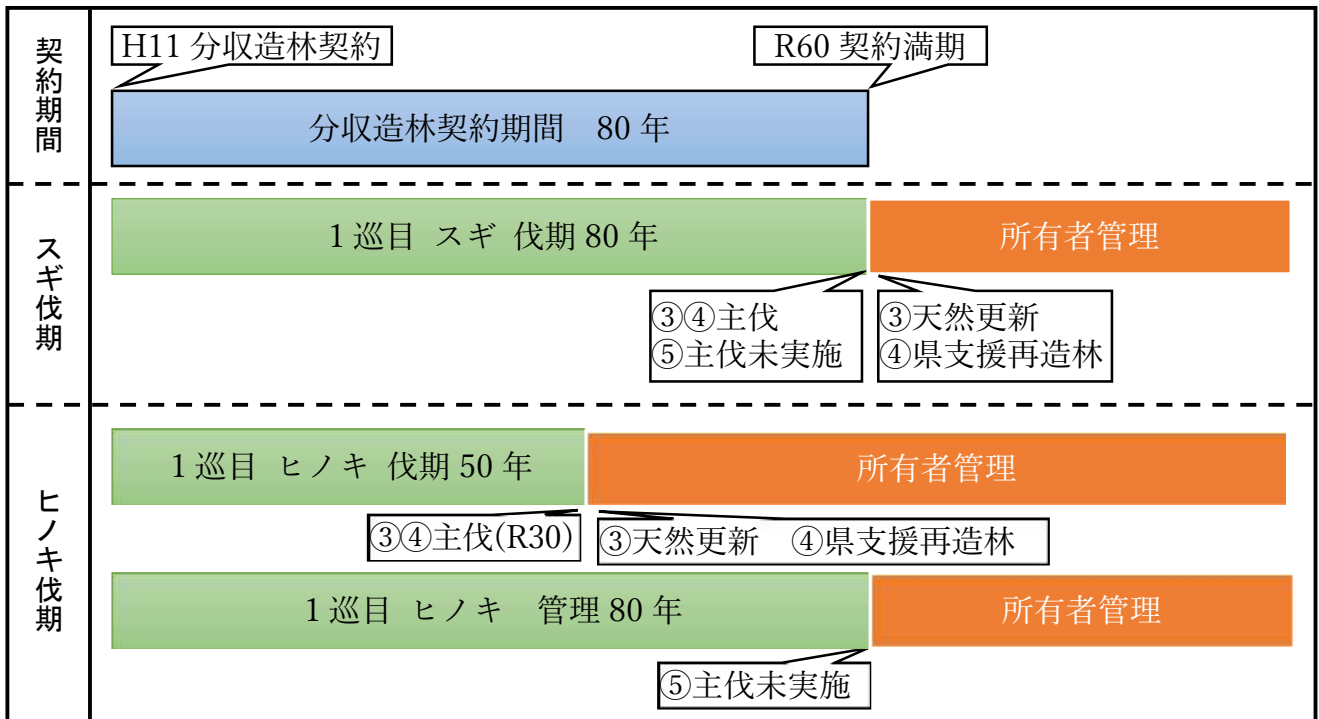 契約期間
H11 分収造林契約
R60 契約満期
分収造林契約期間　80 年
スギ伐期
1 巡目 スギ 伐期 80 年
所有者管理
③④主伐
⑤主伐未実施
③天然更新
④県支援再造林
ヒノキ伐期
1 巡目 ヒノキ 伐期 50 年
所有者管理
③④主伐(R30)
③天然更新　④県支援再造林
1 巡目 ヒノキ　管理 80 年
所有者管理
⑤主伐未実施